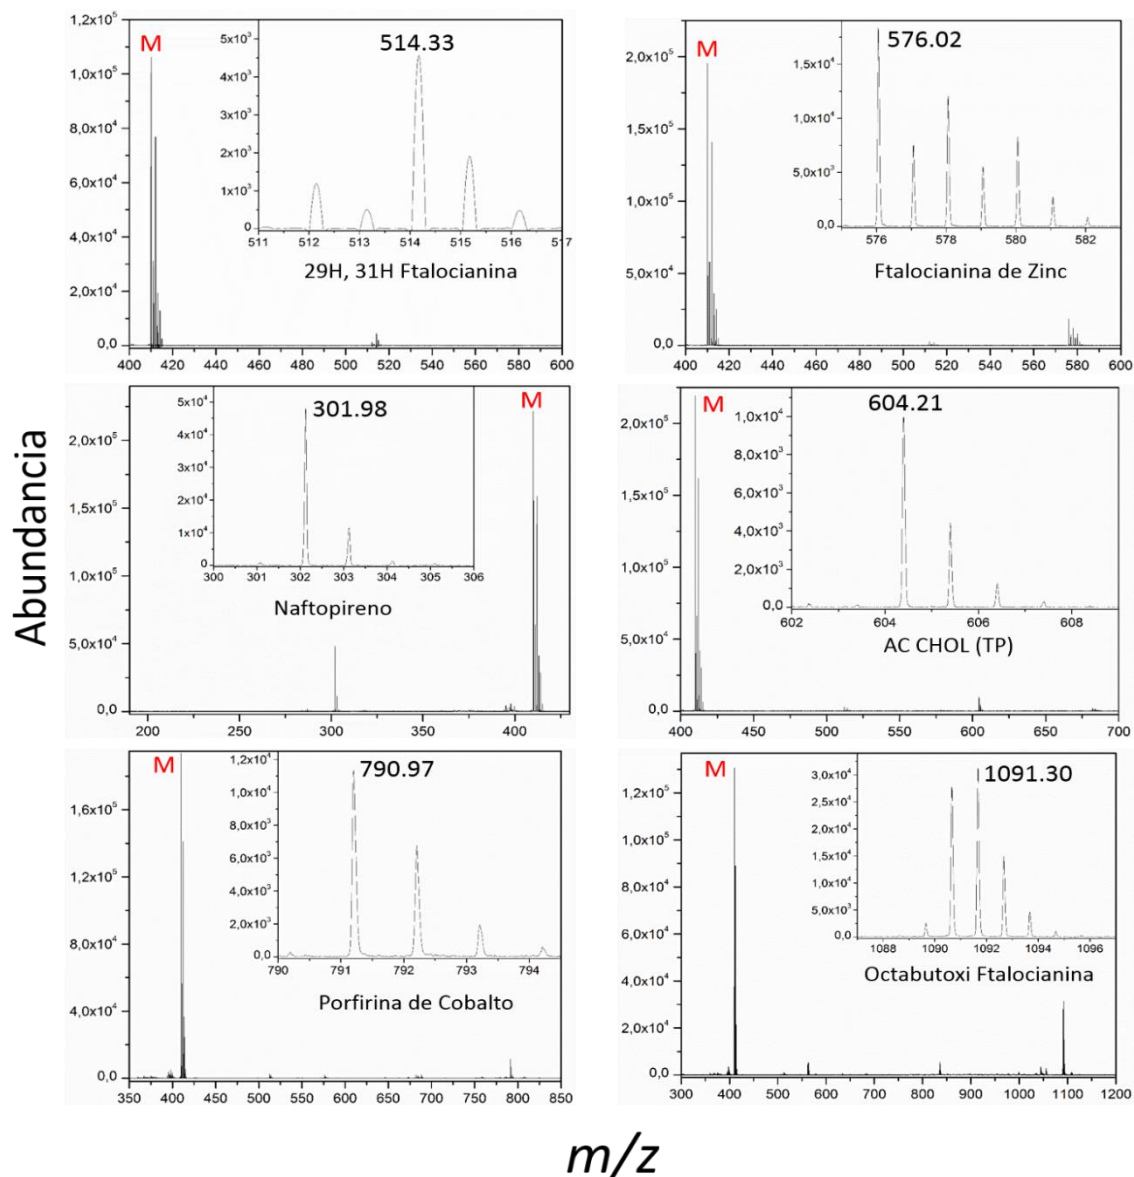 Abundancia
1,2x10⁵
1,0x10⁵
8,0x10⁴
6,0x10⁴
4,0x10⁴
2,0x10⁴
0,0
M
514.33
5x10³
4x10³
3x10³
2x10³
1x10³
0
511 512 513 514 515 516 517
29H, 31H Ftalocianina
400 420 440 460 480 500 520 540 560 580 600
2,0x10⁵
1,5x10⁵
1,0x10⁵
5,0x10⁴
0,0
M
576.02
1,5x10⁴
1,0x10⁴
5,0x10³
0,0
576 578 580 582
Ftalocianina de Zinc
400 420 440 460 480 500 520 540 560 580 600
2,0x10⁵
1,5x10⁵
1,0x10⁵
5,0x10⁴
0,0
M
301.98
5x10⁴
4x10⁴
3x10⁴
2x10⁴
1x10⁴
0
300 301 302 303 304 305 306
Naftopireno
200 250 300 350 400
2,0x10⁵
1,5x10⁵
1,0x10⁵
5,0x10⁴
0,0
M
604.21
1,0x10⁴
8,0x10³
6,0x10³
4,0x10³
2,0x10³
0,0
602 604 606 608
AC CHOL (TP)
400 450 500 550 600 650 700
1,6x10⁵
1,2x10⁵
8,0x10⁴
4,0x10⁴
0,0
M
790.97
1,2x10⁴
1,0x10⁴
8,0x10³
6,0x10³
4,0x10³
2,0x10³
0,0
790 791 792 793 794
Porfirina de Cobalto
350 400 450 500 550 600 650 700 750 800 850
1,2x10⁵
1,0x10⁵
8,0x10⁴
6,0x10⁴
4,0x10⁴
2,0x10⁴
0,0
M
1091.30
3,0x10⁴
2,5x10⁴
2,0x10⁴
1,5x10⁴
1,0x10⁴
5,0x10³
0,0
1088 1090 1092 1094 1096
Octabutoxi Ftalocianina
300 400 500 600 700 800 900 1000 1100 1200
m/z